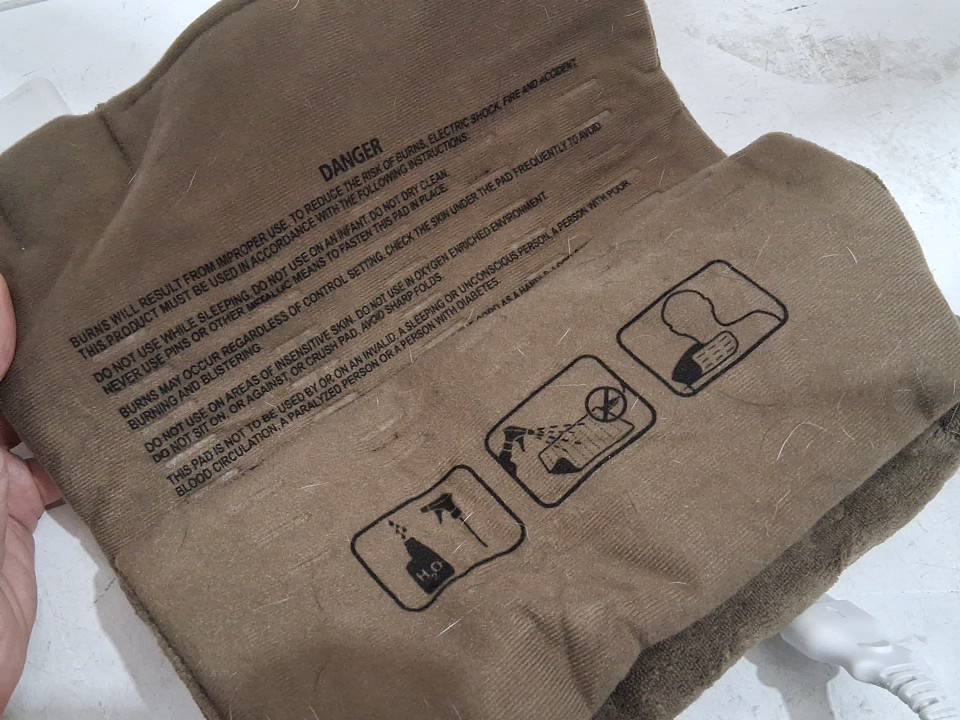 DANGER
BURNS WILL RESULT FROM IMPROPER USE. TO REDUCE THE RISK OF BURNS, ELECTRIC SHOCK, FIRE AND ACCIDENT,
THIS PRODUCT MUST BE USED IN ACCORDANCE WITH THE FOLLOWING INSTRUCTIONS:
DO NOT USE WHILE SLEEPING. DO NOT USE ON AN INFANT. DO NOT DRY CLEAN.
NEVER USE PINS OR OTHER METALLIC MEANS TO FASTEN THIS PAD IN PLACE.
BURNS MAY OCCUR REGARDLESS OF CONTROL SETTING, CHECK THE SKIN UNDER THE PAD FREQUENTLY TO AVOID
BURNING AND BLISTERING.
DO NOT USE ON AREAS OF INSENSITIVE SKIN. DO NOT USE IN OXYGEN ENRICHED ENVIRONMENT.
DO NOT SIT ON, OR AGAINST, OR CRUSH PAD, AVOID SHARP FOLDS.
THIS PAD IS NOT TO BE USED BY OR ON AN INVALID, A SLEEPING OR UNCONSCIOUS PERSON, A PERSON WITH POOR
BLOOD CIRCULATION, A PARALYZED PERSON OR A PERSON WITH DIABETES.
AS A
H₂O